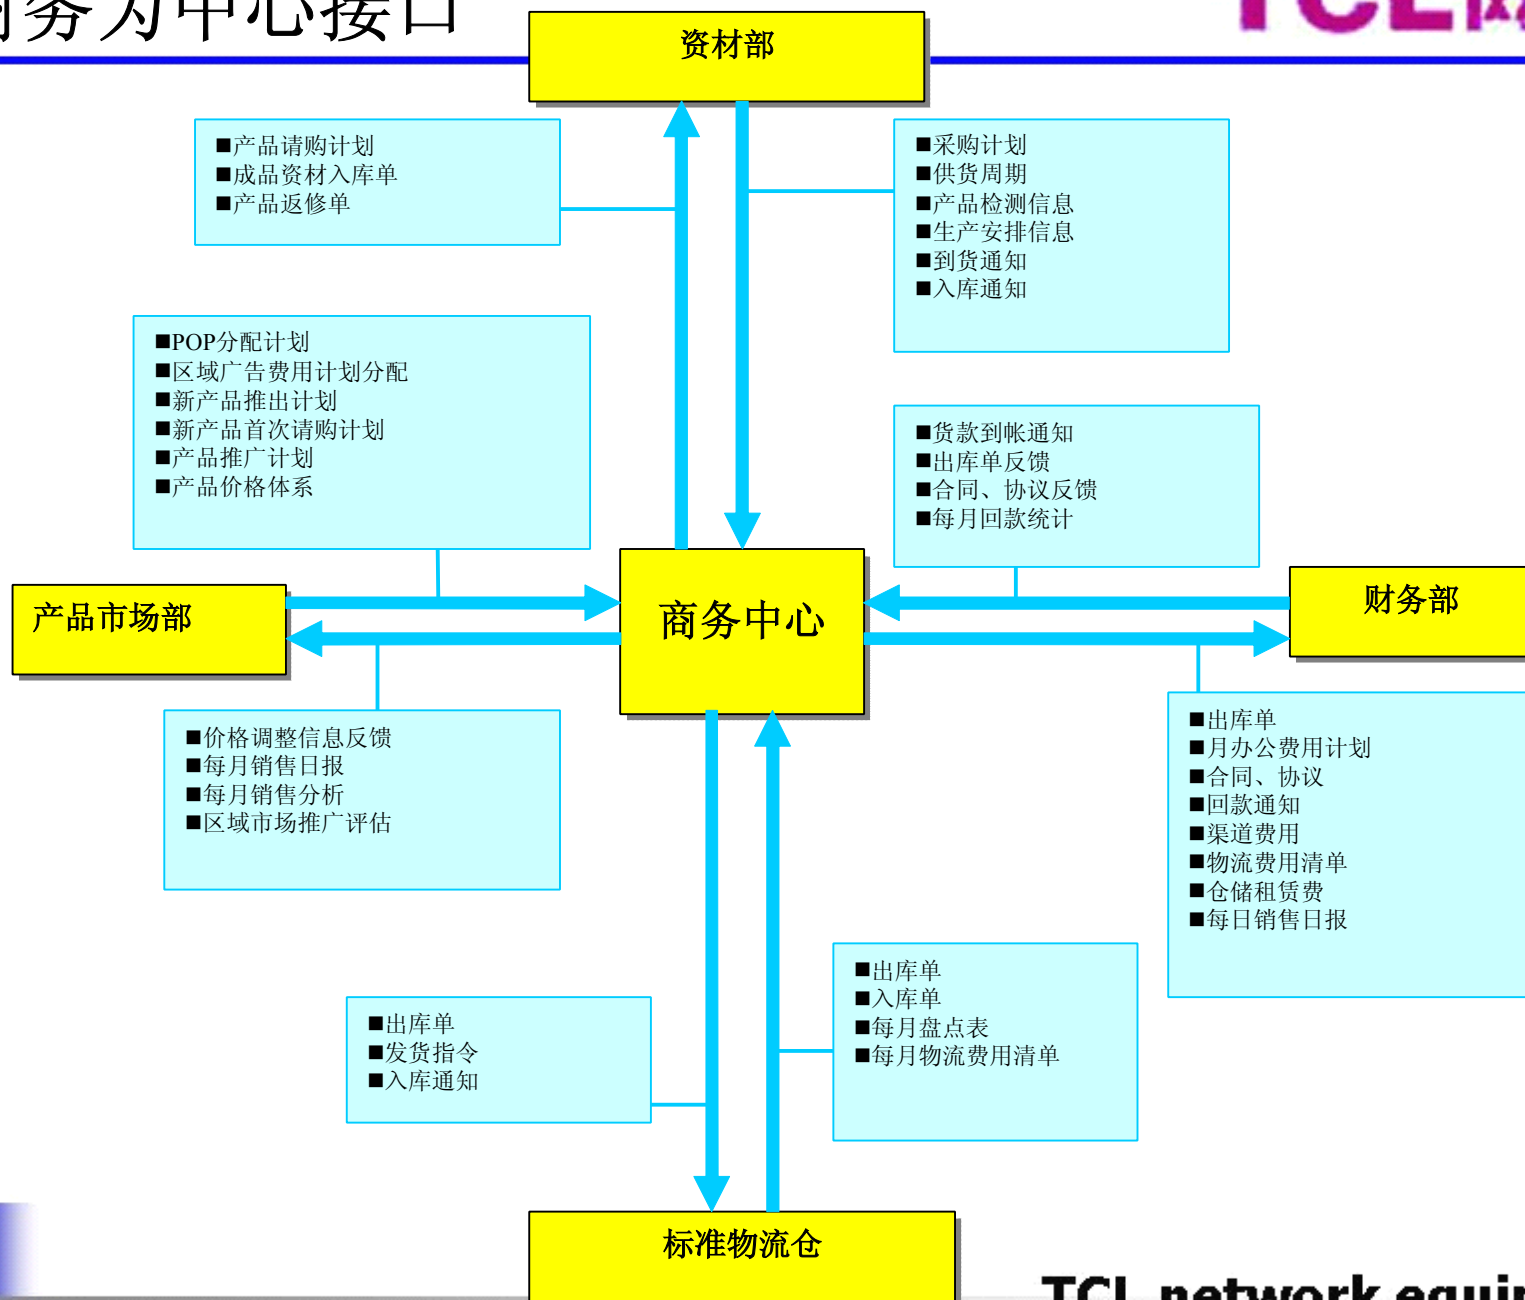 商务为中心接口
TCL
资材部
■产品请购计划
■成品资材入库单
■产品返修单
■采购计划
■供货周期
■产品检测信息
■生产安排信息
■到货通知
■入库通知
■POP分配计划
■区域广告费用计划分配
■新产品推出计划
■新产品首次请购计划
■产品推广计划
■产品价格体系
■货款到帐通知
■出库单反馈
■合同、协议反馈
■每月回款统计
产品市场部
商务中心
财务部
■价格调整信息反馈
■每月销售日报
■每月销售分析
■区域市场推广评估
■出库单
■月办公费用计划
■合同、协议
■回款通知
■渠道费用
■物流费用清单
■仓储租赁费
■每日销售日报
■出库单
■发货指令
■入库通知
■出库单
■入库单
■每月盘点表
■每月物流费用清单
标准物流仓
TCL network